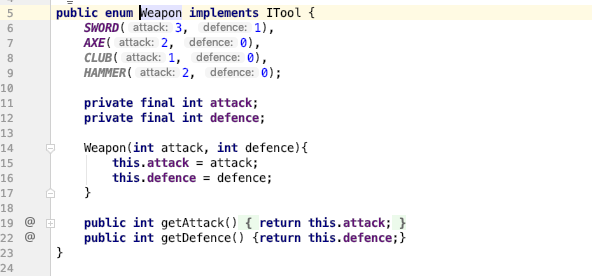 5 public enum Weapon implements ITool {
6 SWORD( attack: 3, defence: 1),
7 AXE( attack: 2, defence: 0),
8 CLUB( attack: 1, defence: 0),
9 HAMMER( attack: 2, defence: 0);
10
11 private final int attack;
12 private final int defence;
13
14 Weapon(int attack, int defence){
15 this.attack = attack;
16 this.defence = defence;
17 }
18
19 @ public int getAttack() { return this.attack; }
22 @ public int getDefence() {return this.defence;}
23 }
24